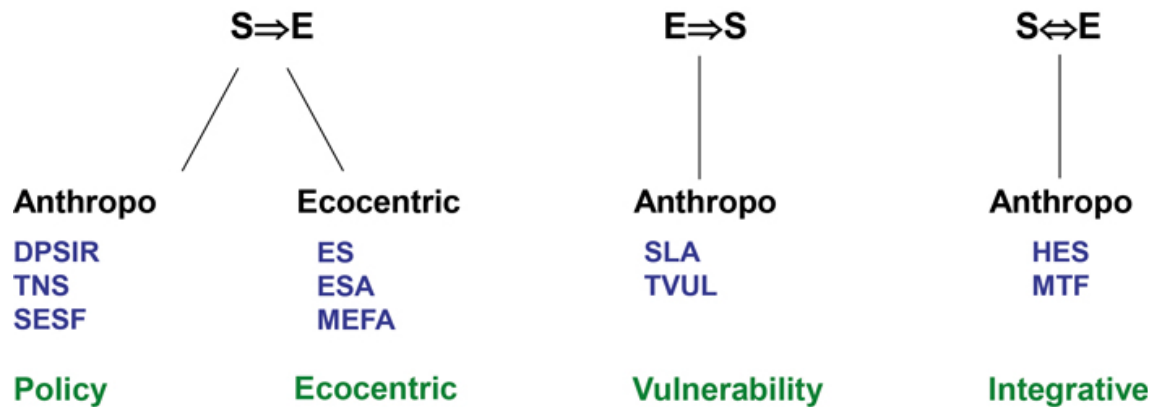 S⇒E E⇒S S⇔E
Anthropo Ecocentric Anthropo Anthropo
DPSIR ES SLA HES
TNS ESA TVUL MTF
SESF MEFA
Policy Ecocentric Vulnerability Integrative